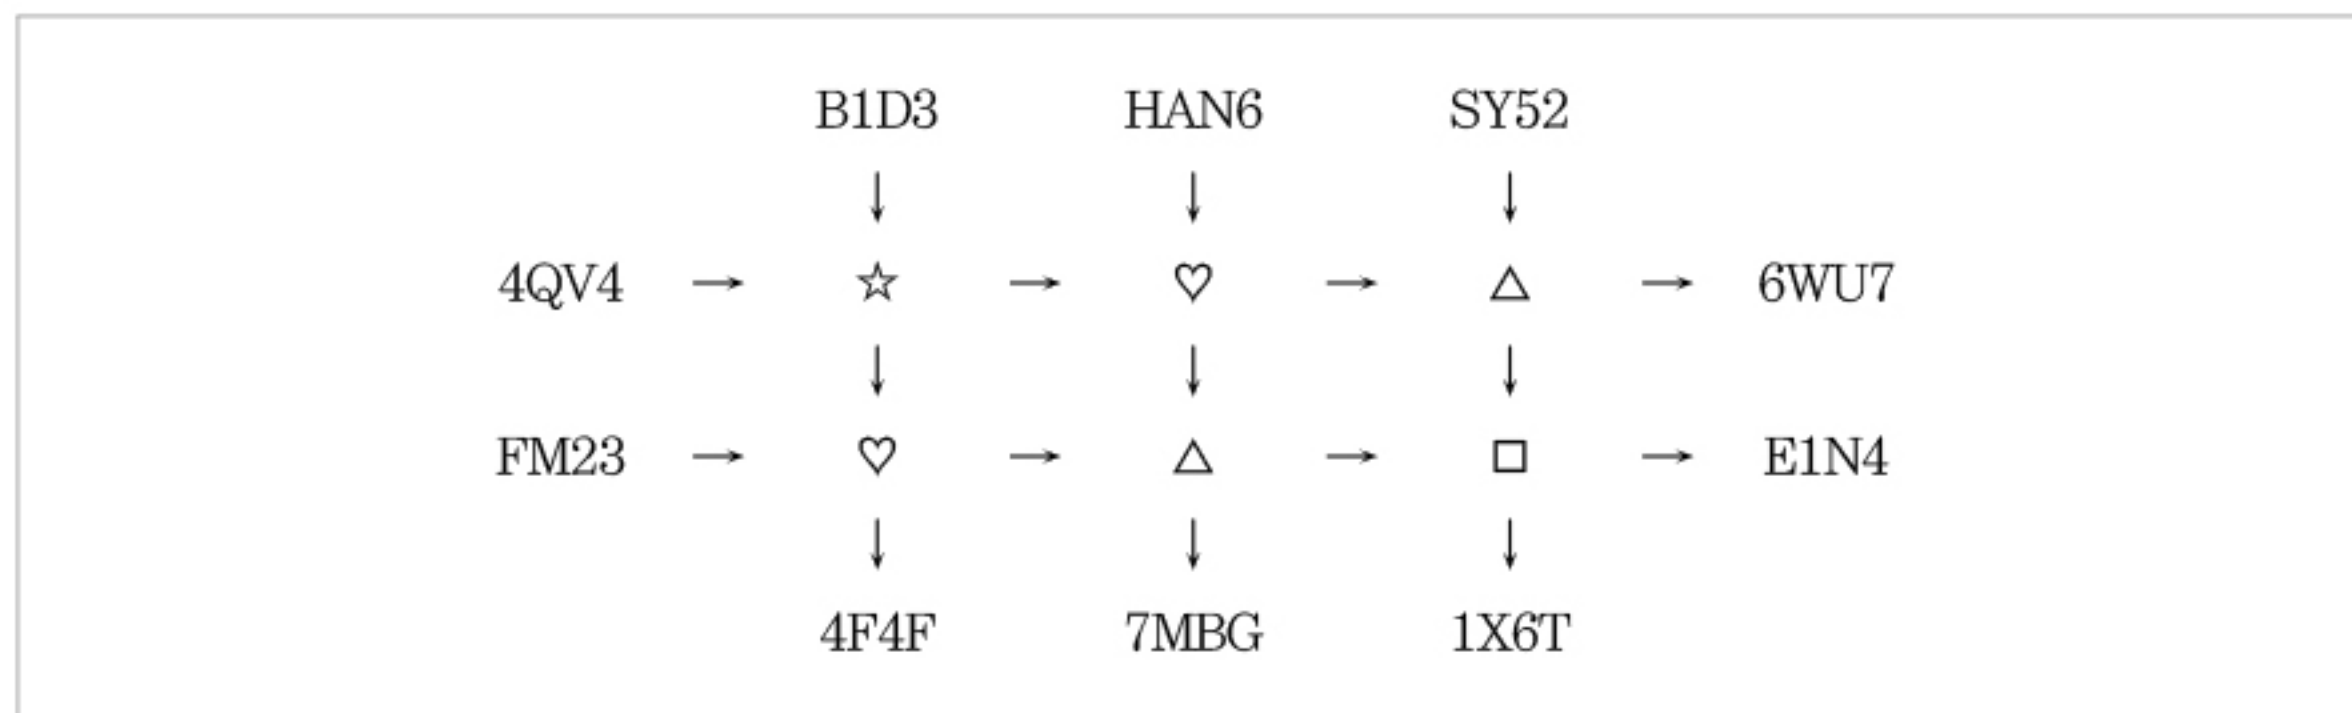 B1D3 HAN6 SY52
↓ ↓ ↓
4QV4 → ☆ → ♡ → △ → 6WU7
↓ ↓ ↓
FM23 → ♡ → △ → □ → E1N4
↓ ↓ ↓
4F4F 7MBG 1X6T